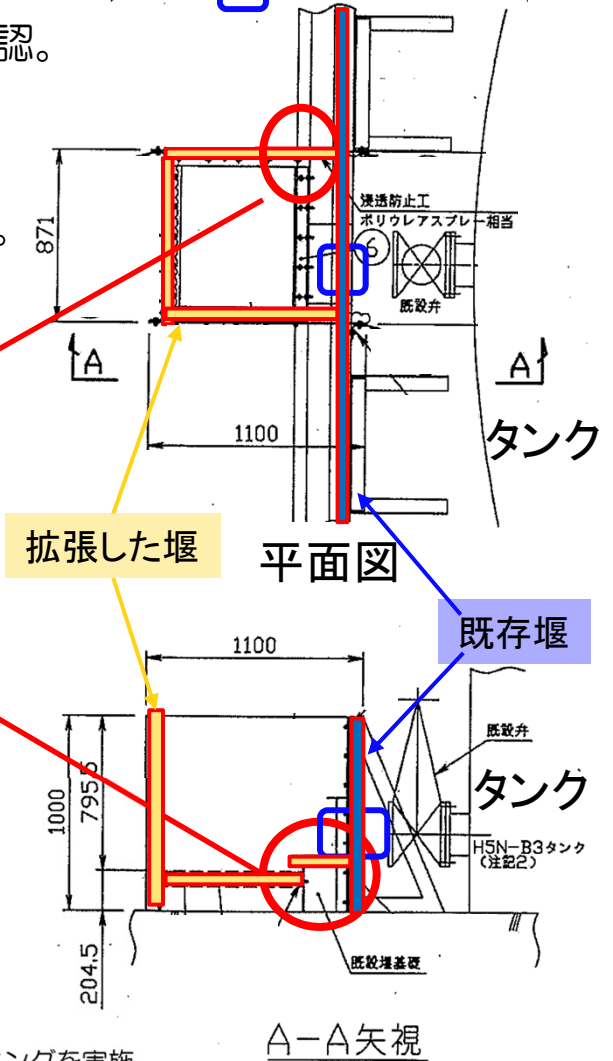 認。
。
浸透防止工
ポリウレアスプレー相当
871
⑥
既設弁
A
A
1100
タンク
拡張した堰
平面図
既存堰
1100
既設弁
1000
795.5
タンク
H5N-B3タンク
(注記2)
204.5
既設堰基礎
A-A矢視